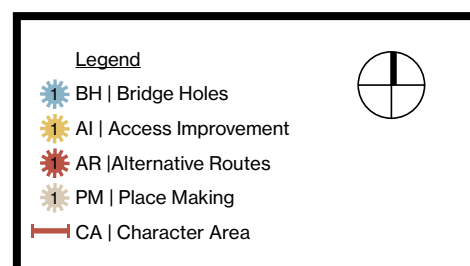 Legend
1 BH | Bridge Holes
1 AI | Access Improvement
1 AR |Alternative Routes
1 PM | Place Making
CA | Character Area